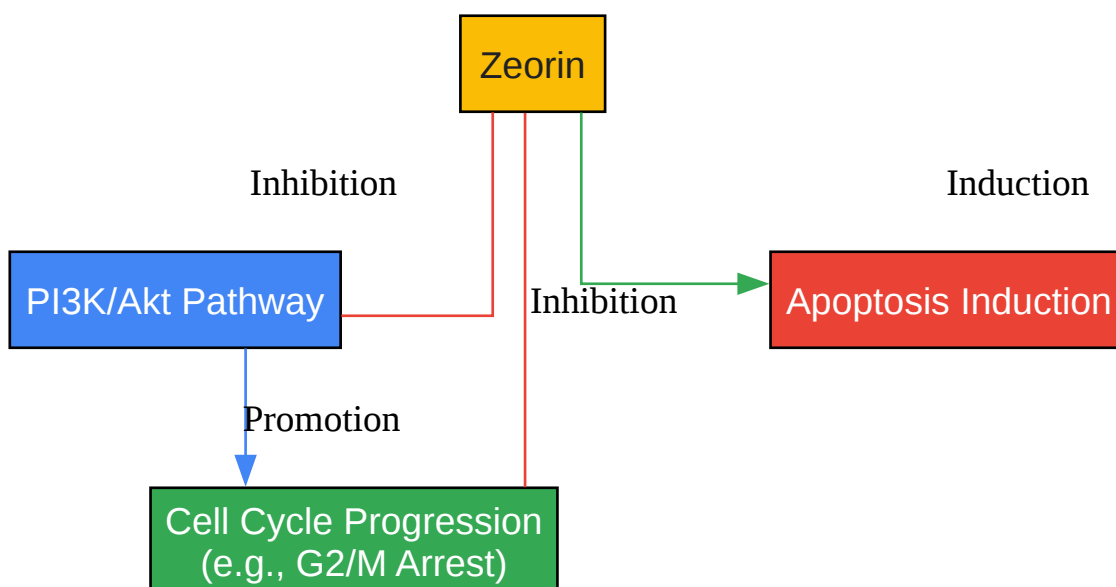 Zeorin
Inhibition
Induction
PI3K/Akt Pathway
Inhibition
Apoptosis Induction
Promotion
Cell Cycle Progression
(e.g., G2/M Arrest)